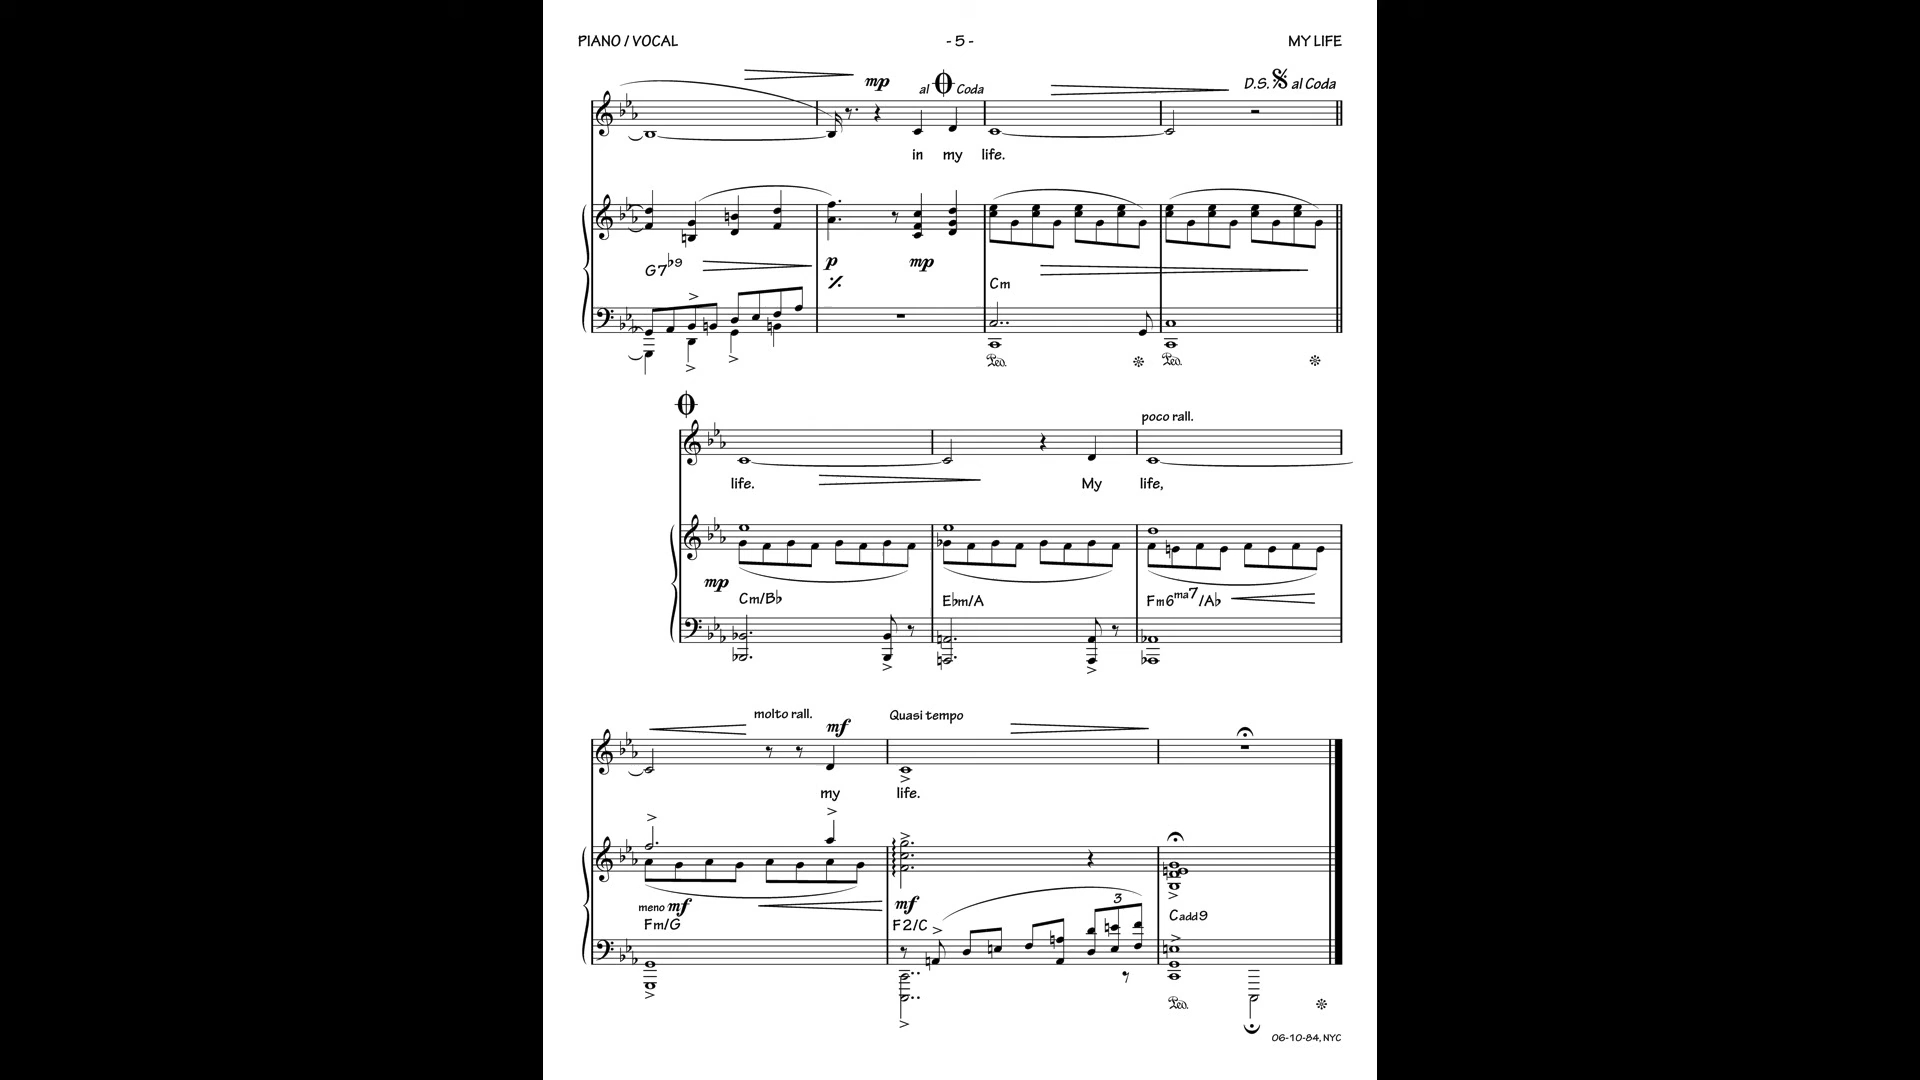 PIANO / VOCAL - 5 - MY LIFE
mp al Coda D.S. al Coda
in my life.
G7♭9 p mp Cm
Ped. Ped.
poco rall.
life. My life,
mp
Cm/B♭ E♭m/A Fm6ma7/A♭
molto rall. mf Quasi tempo
my life.
meno mf mf 3
Fm/G F2/C Cadd9
Ped.
06-10-84, NYC